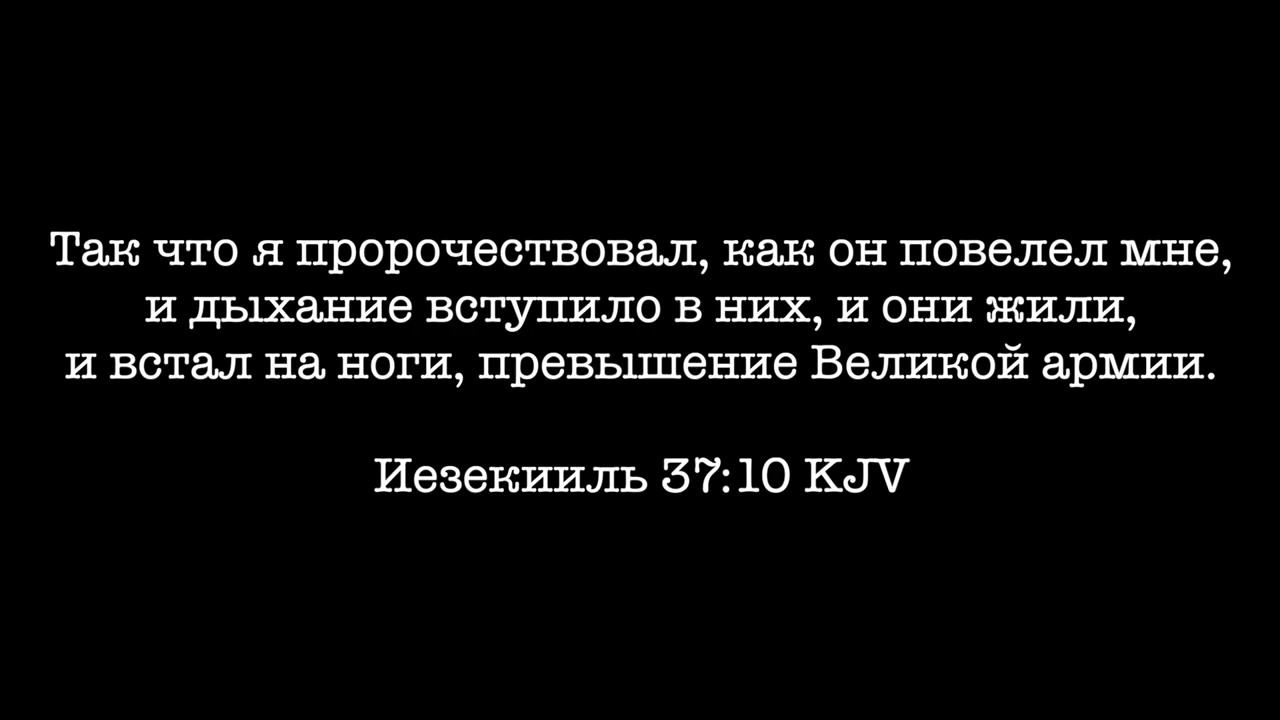 Так что я пророчествовал, как он повелел мне,
и дыхание вступило в них, и они жили,
и встал на ноги, превышение Великой армии.
Иезекииль 37:10 KJV